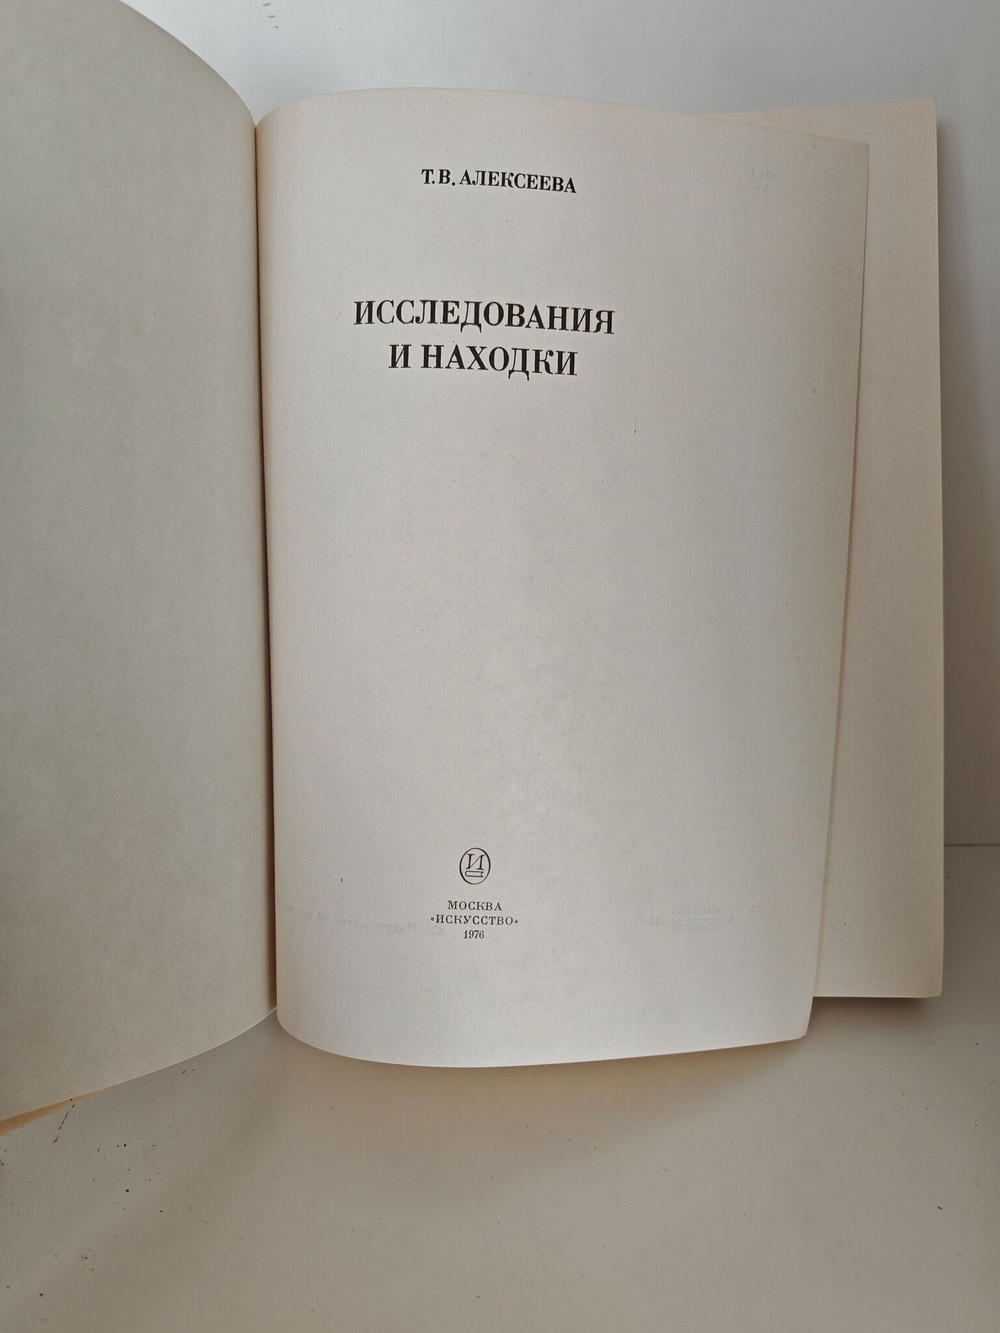 Т. В. АЛЕКСЕЕВА
ИССЛЕДОВАНИЯ
И НАХОДКИ
И
МОСКВА
«ИСКУССТВО»
1976